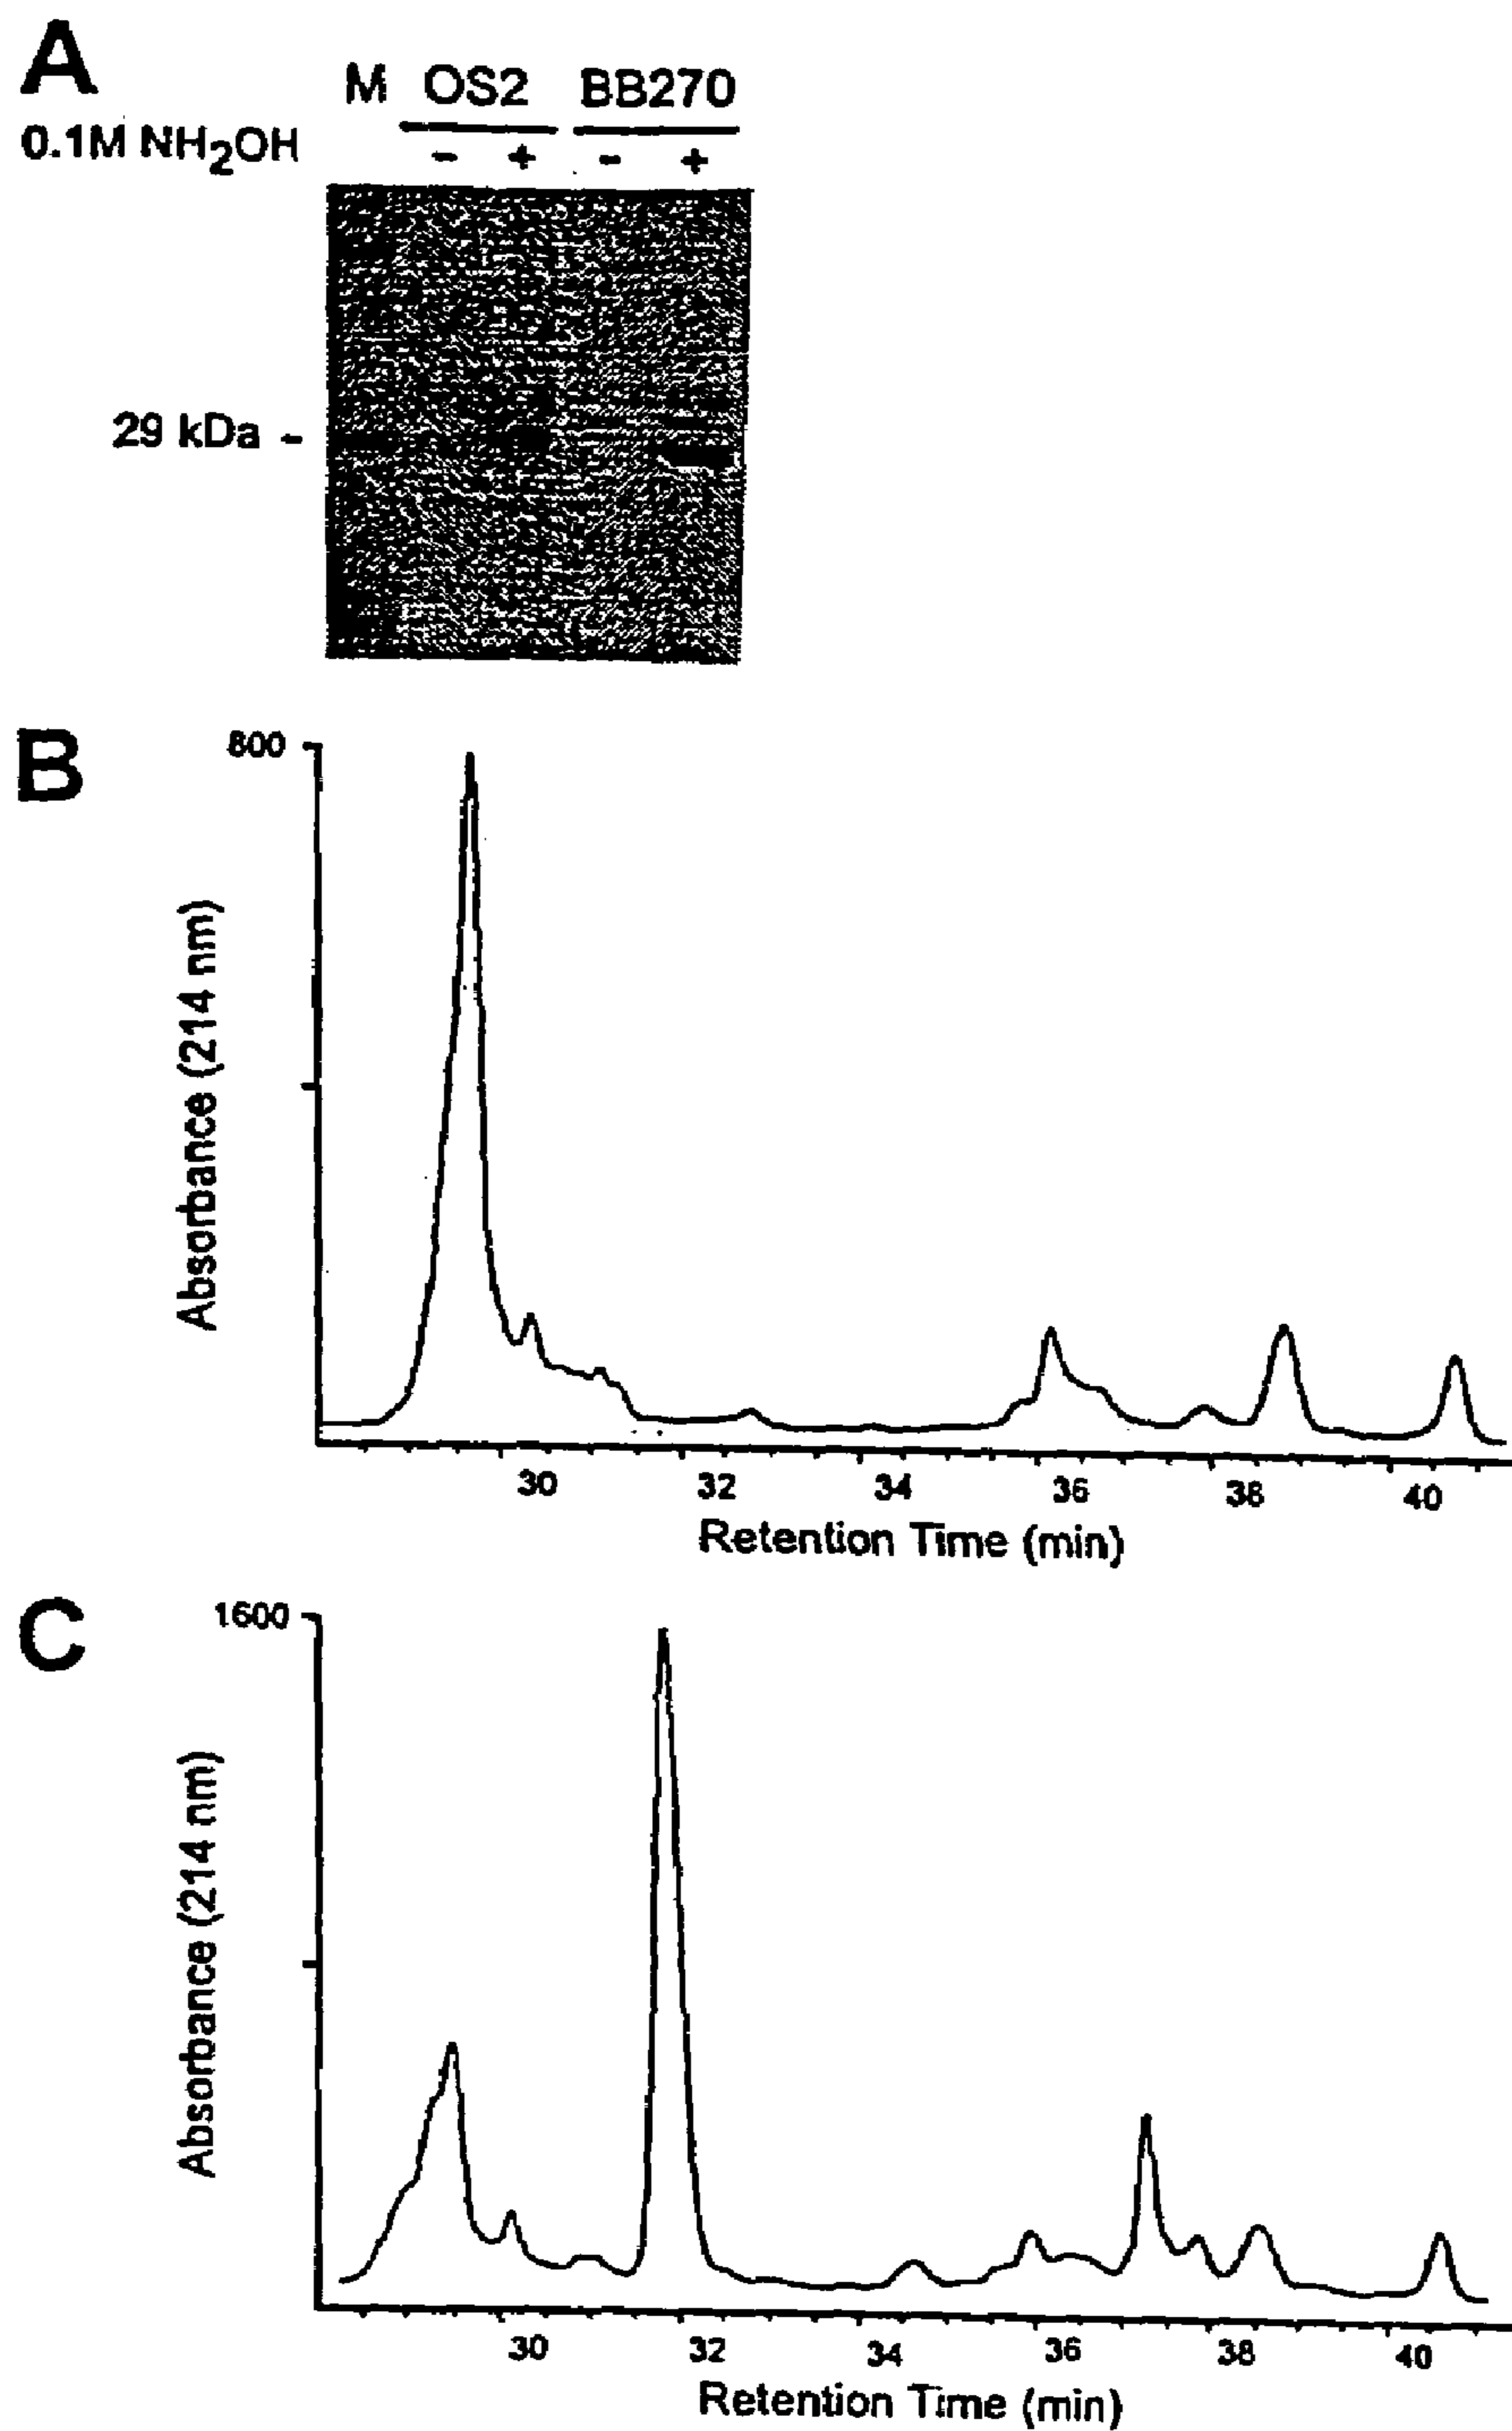 A
M OS2 BB270
0.1M NH2OH - + - +
29 kDa -
B
800
Absorbance (214 nm)
30 32 34 36 38 40
Retention Time (min)
C
1600
Absorbance (214 nm)
30 32 34 36 38 40
Retention Time (min)